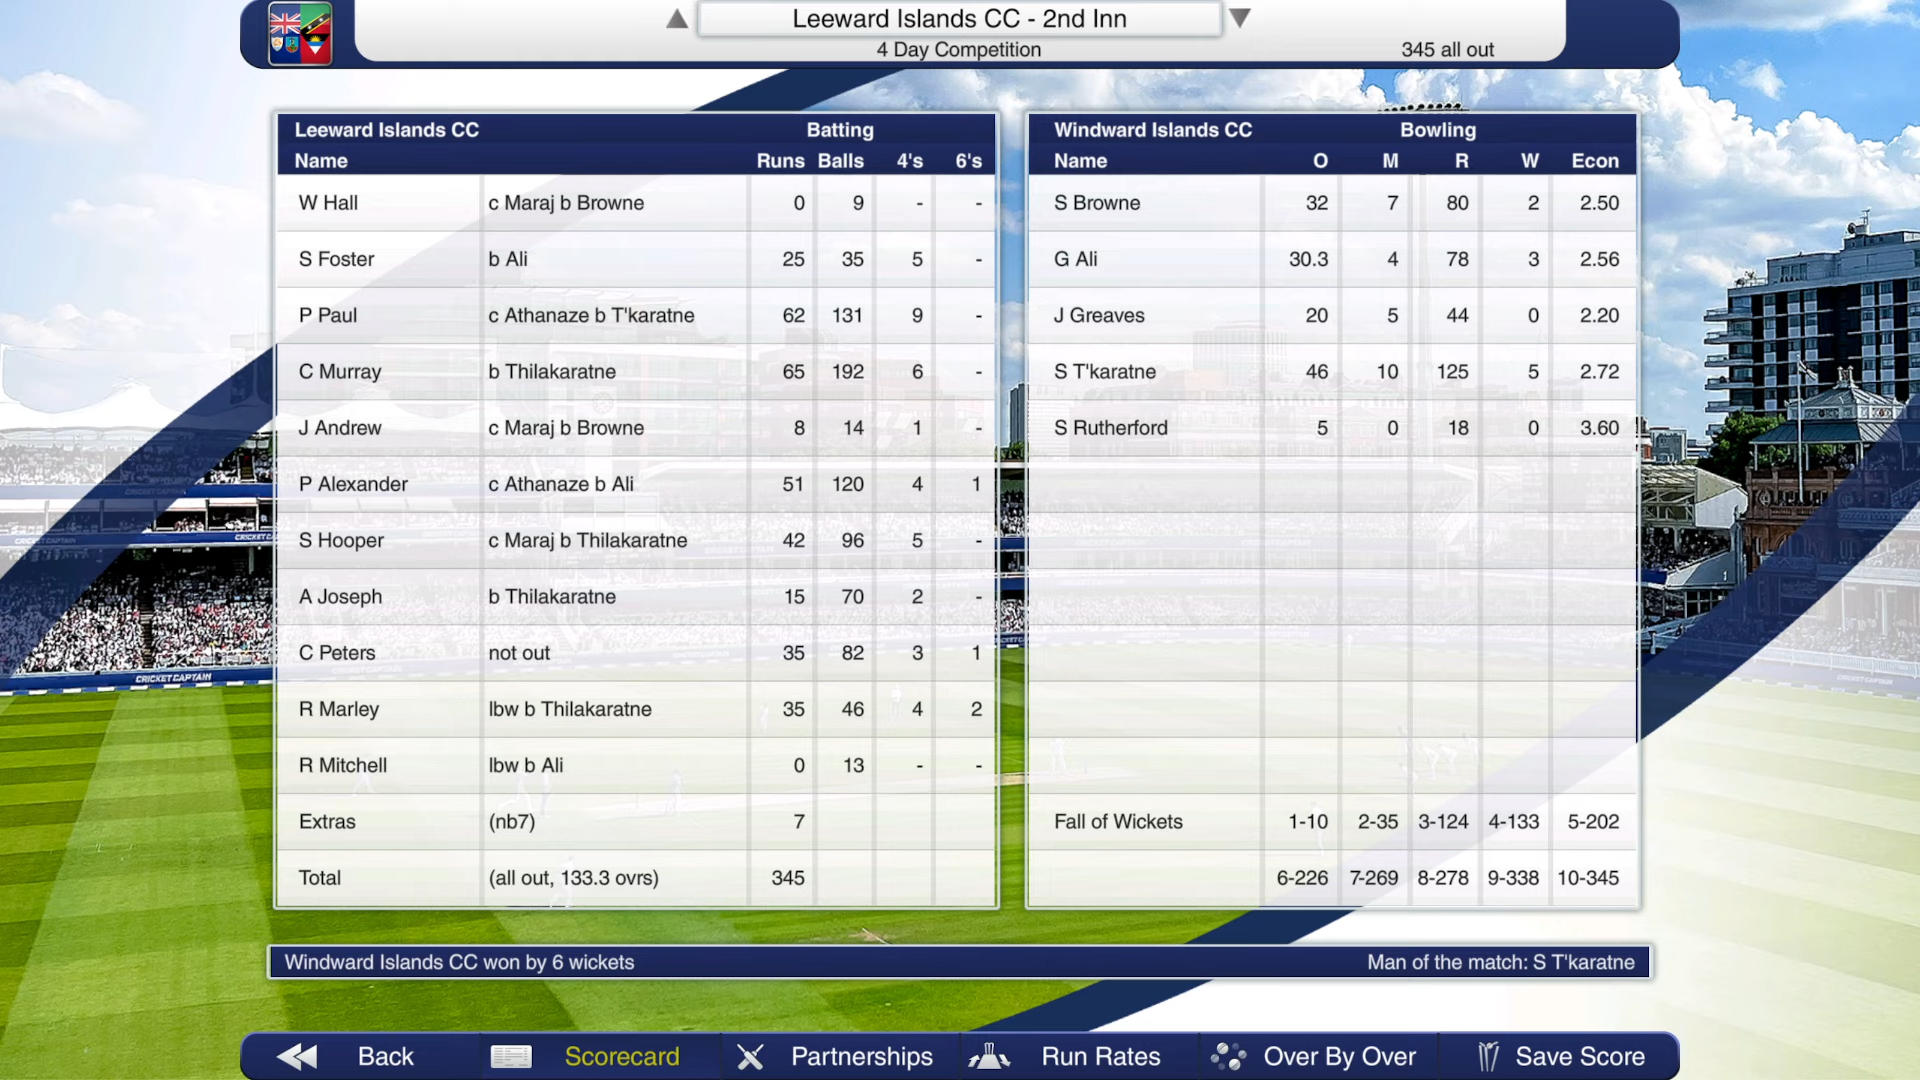 Leeward Islands CC - 2nd Inn
4 Day Competition 345 all out
Leeward Islands CC Batting
Name Runs Balls 4's 6's
W Hall c Maraj b Browne 0 9 - -
S Foster b Ali 25 35 5 -
P Paul c Athanaze b T'karatne 62 131 9 -
C Murray b Thilakaratne 65 192 6 -
J Andrew c Maraj b Browne 8 14 1 -
P Alexander c Athanaze b Ali 51 120 4 1
S Hooper c Maraj b Thilakaratne 42 96 5 -
A Joseph b Thilakaratne 15 70 2 -
C Peters not out 35 82 3 1
R Marley lbw b Thilakaratne 35 46 4 2
R Mitchell lbw b Ali 0 13 - -
Extras (nb7) 7
Total (all out, 133.3 ovrs) 345
Windward Islands CC Bowling
Name O M R W Econ
S Browne 32 7 80 2 2.50
G Ali 30.3 4 78 3 2.56
J Greaves 20 5 44 0 2.20
S T'karatne 46 10 125 5 2.72
S Rutherford 5 0 18 0 3.60
Fall of Wickets 1-10 2-35 3-124 4-133 5-202
6-226 7-269 8-278 9-338 10-345
CRICKET CAPTAIN
Windward Islands CC won by 6 wickets Man of the match: S T'karatne
Back Scorecard Partnerships Run Rates Over By Over Save Score